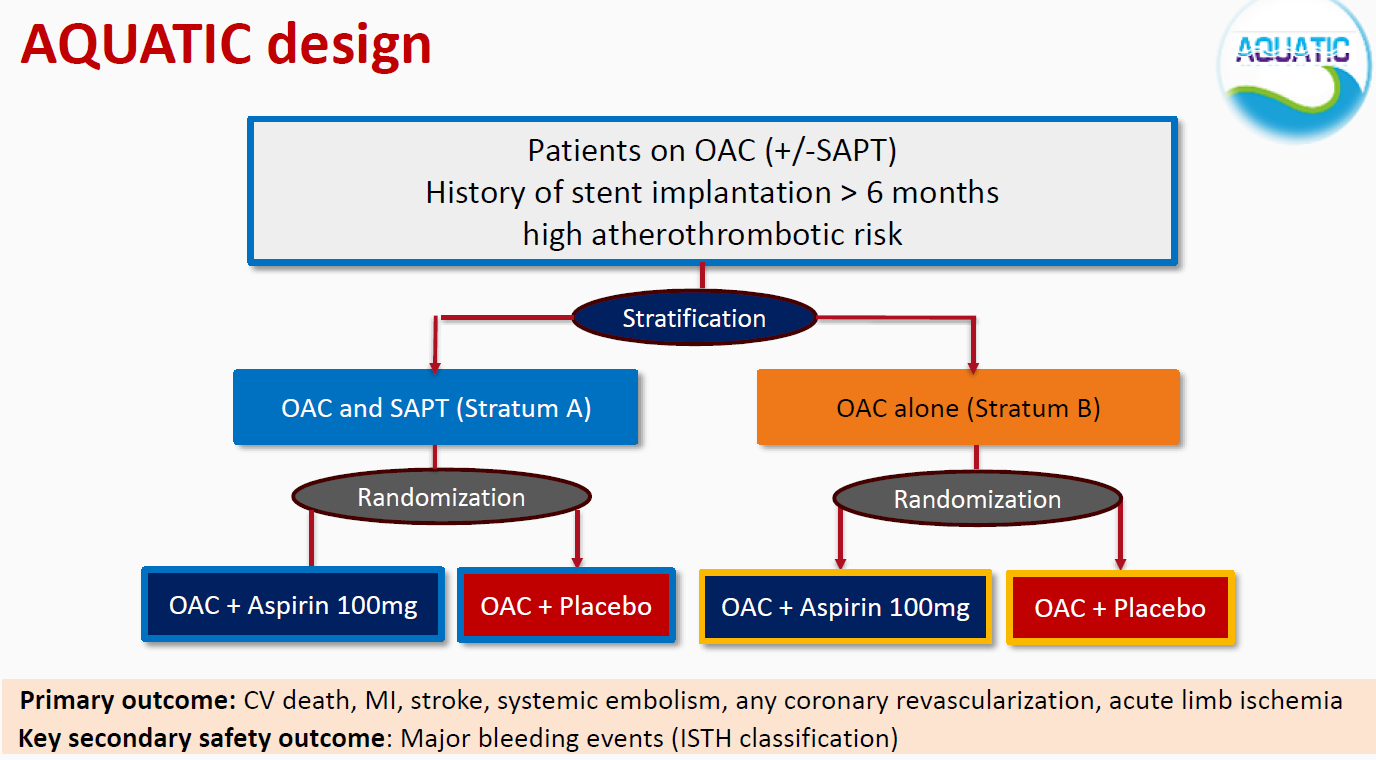 AQUATIC design
AQUATIC
Patients on OAC (+/-SAPT)
History of stent implantation > 6 months
high atherothrombotic risk
Stratification
OAC and SAPT (Stratum A)
OAC alone (Stratum B)
Randomization
Randomization
OAC + Aspirin 100mg
OAC + Placebo
OAC + Aspirin 100mg
OAC + Placebo
Primary outcome: CV death, MI, stroke, systemic embolism, any coronary revascularization, acute limb ischemia
Key secondary safety outcome: Major bleeding events (ISTH classification)